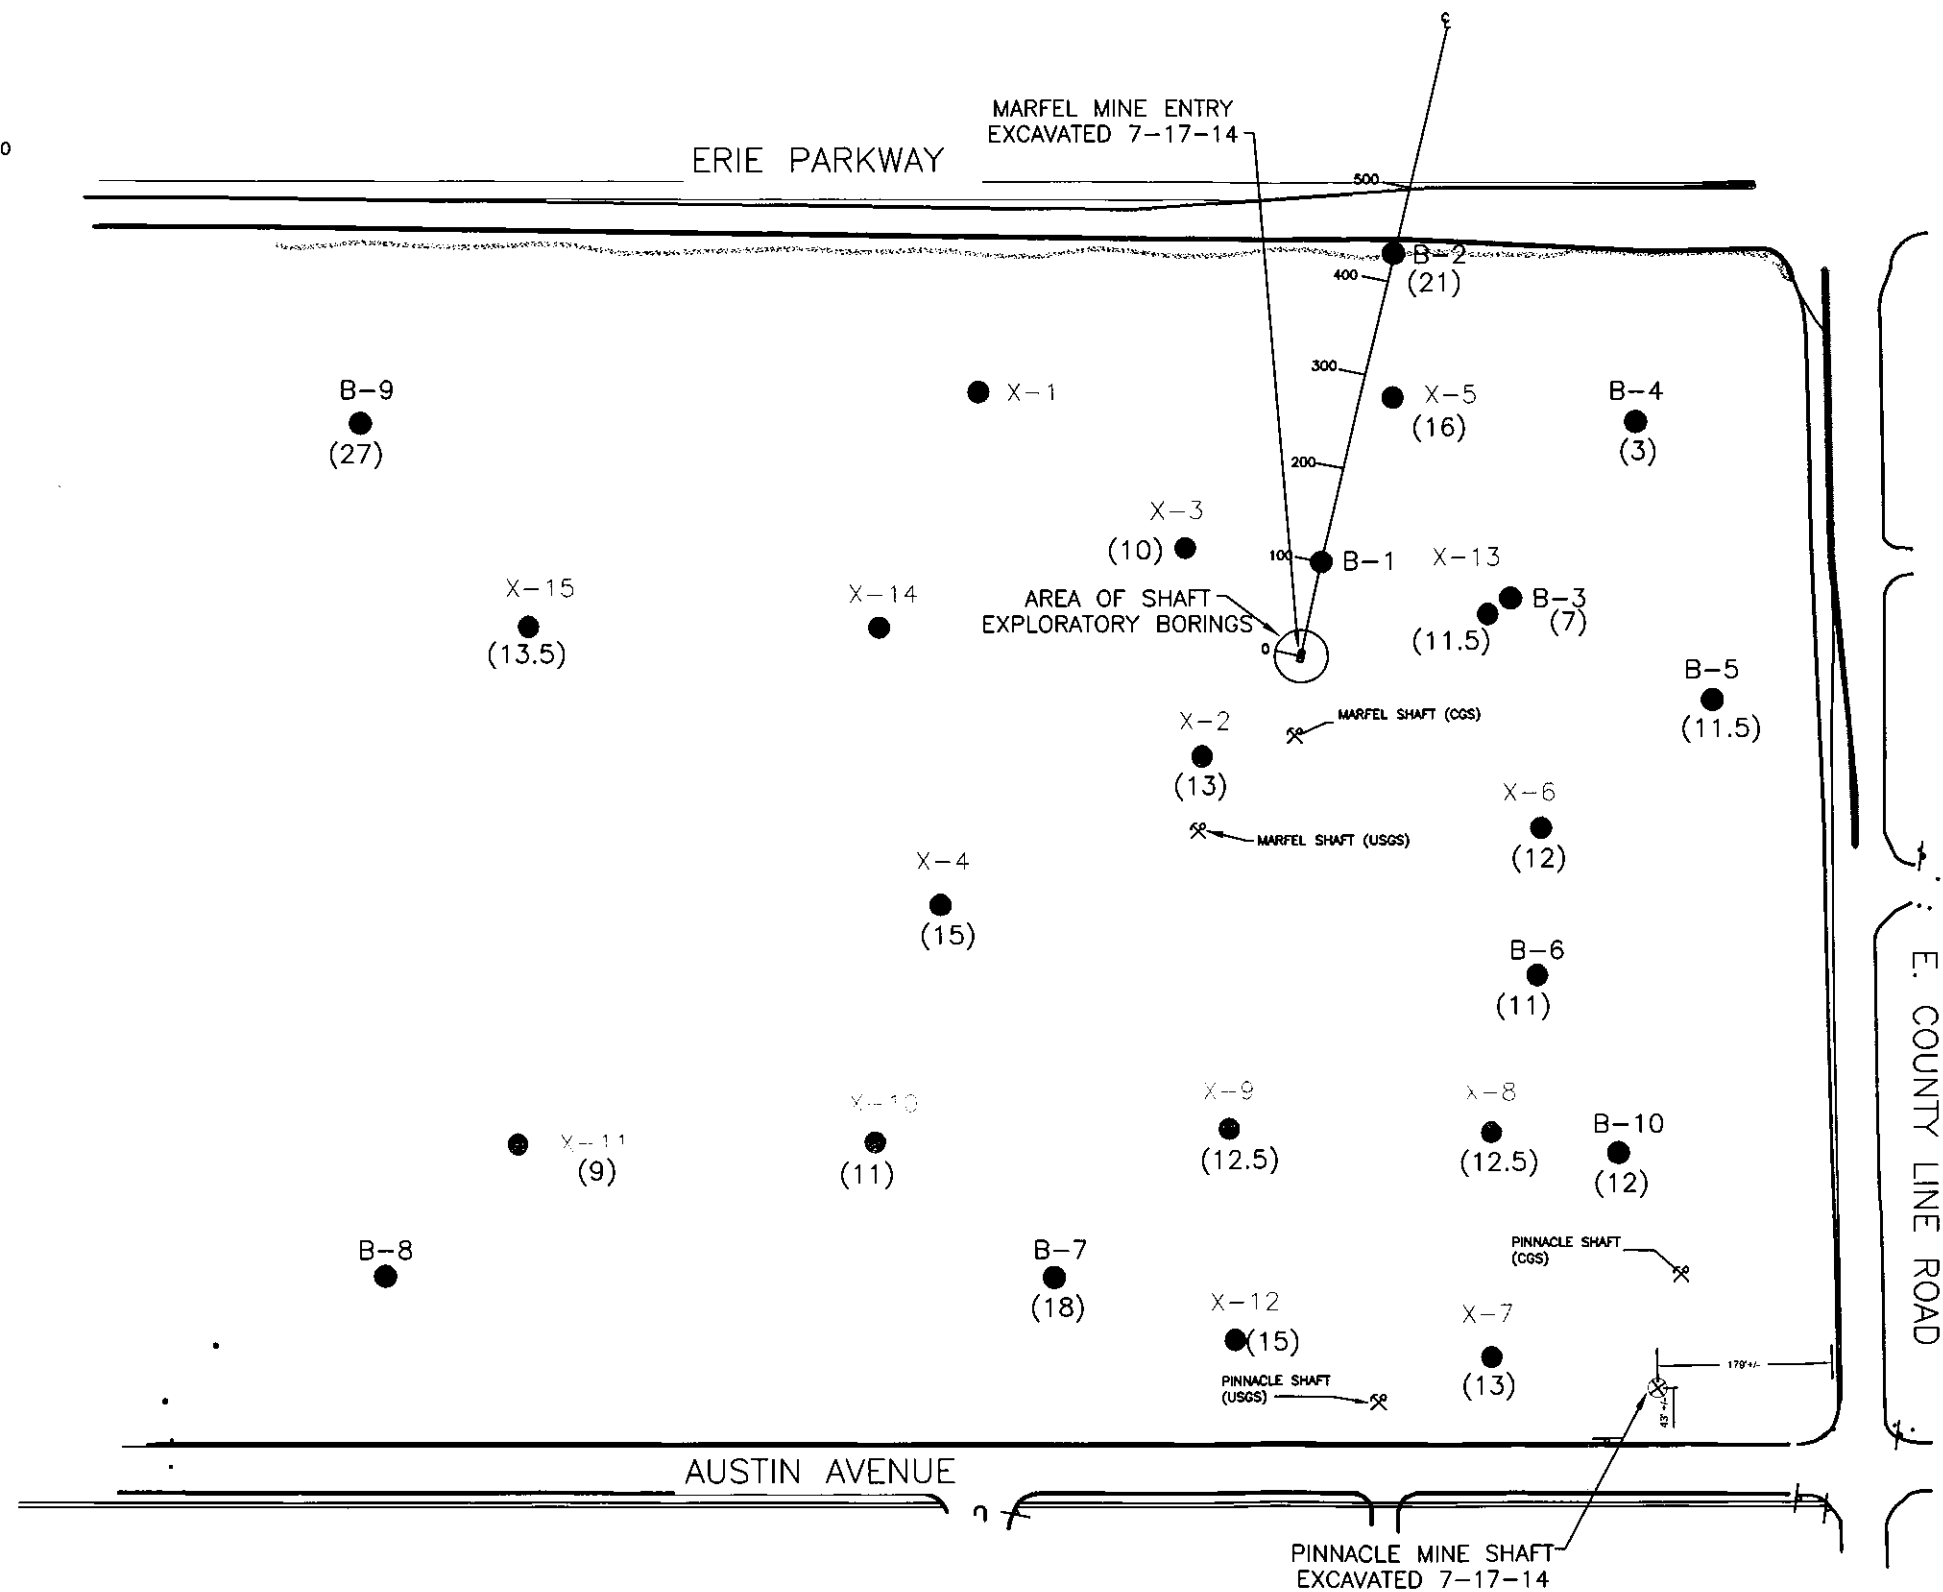 ℄
MARFEL MINE ENTRY
EXCAVATED 7-17-14
0
ERIE PARKWAY
500
B-2
(21)
400
300
B-9
(27)
X-1
X-5
(16)
B-4
(3)
200
X-3
(10)
100
B-1
X-13
(11.5)
B-3
(7)
X-15
(13.5)
X-14
AREA OF SHAFT
EXPLORATORY BORINGS
0
B-5
(11.5)
X-2
(13)
MARFEL SHAFT (CGS)
X-6
(12)
MARFEL SHAFT (USGS)
X-4
(15)
B-6
(11)
E. COUNTY LINE ROAD
X-11
(9)
X-10
(11)
X-9
(12.5)
X-8
(12.5)
B-10
(12)
B-8
B-7
(18)
PINNACLE SHAFT
(CGS)
X-12
(15)
X-7
(13)
179'+/-
43'+/-
PINNACLE SHAFT
(USGS)
AUSTIN AVENUE
PINNACLE MINE SHAFT
EXCAVATED 7-17-14